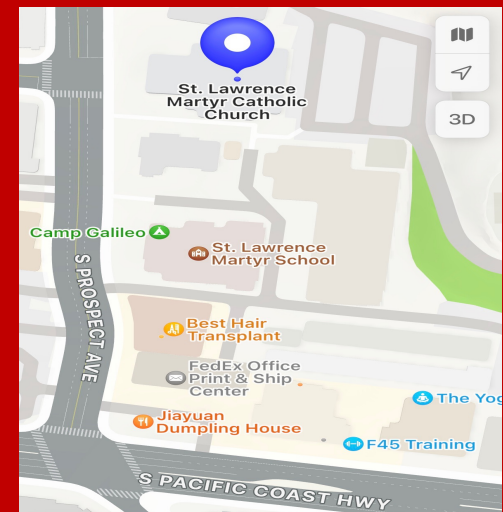 St. Lawrence
Martyr Catholic
Church
3D
Camp Galileo
St. Lawrence
Martyr School
S PROSPECT AVE
Best Hair
Transplant
FedEx Office
Print & Ship
Center
The Yog
Jiayuan
Dumpling House
F45 Training
S PACIFIC COAST HWY